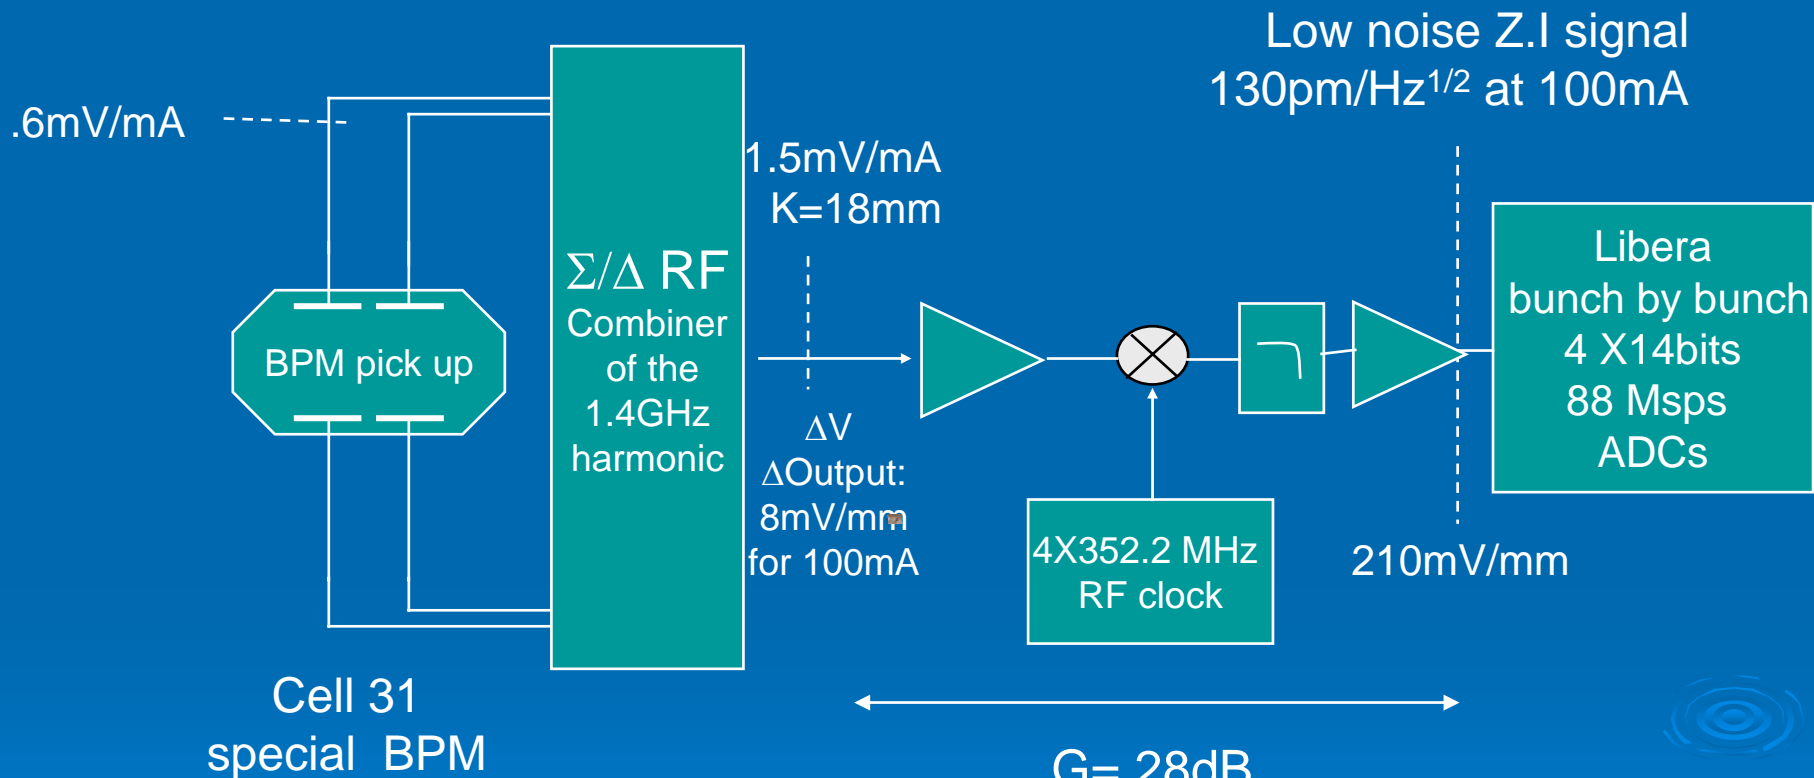 Low noise Z.I signal
130pm/Hz1/2 at 100mA
.6mV/mA
1.5mV/mA
K=18mm
Σ/Δ RF
Combiner
of the
1.4GHz
harmonic
BPM pick up
ΔV
ΔOutput:
8mV/mm
for 100mA
4X352.2 MHz
RF clock
Libera
bunch by bunch
4 X14bits
88 Msps
ADCs
210mV/mm
Cell 31
special BPM
G= 28dB